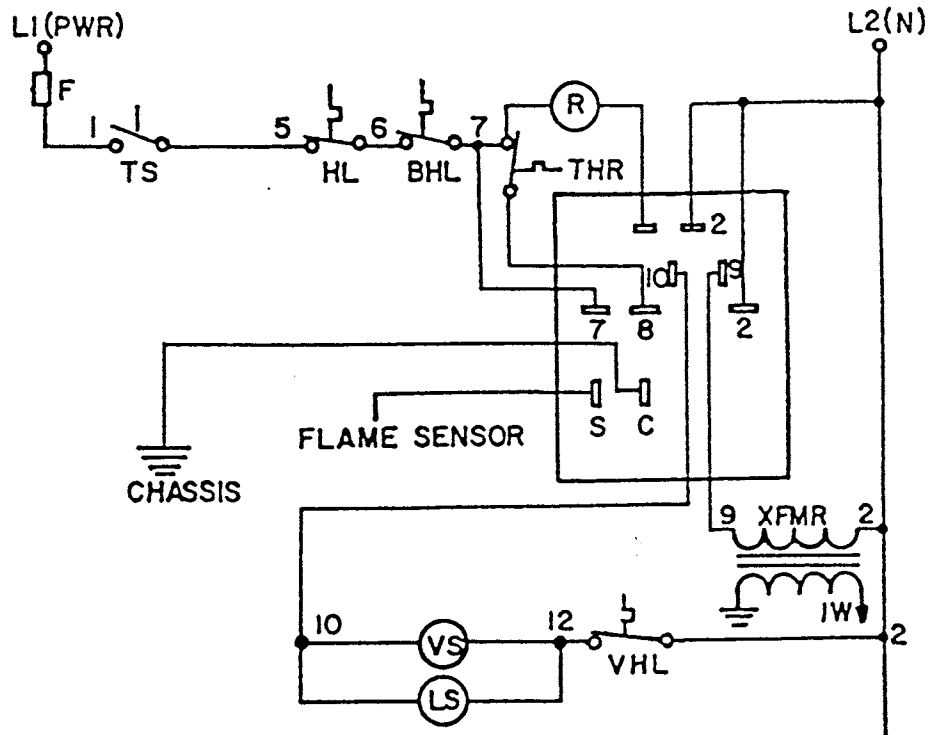 L1(PWR)
L2(N)
F
R
1
1
5
6
7
TS
HL
BHL
THR
2
10
9
7
8
2
S
C
FLAME SENSOR
CHASSIS
9
XFMR
2
1W
10
12
2
VS
VHL
LS